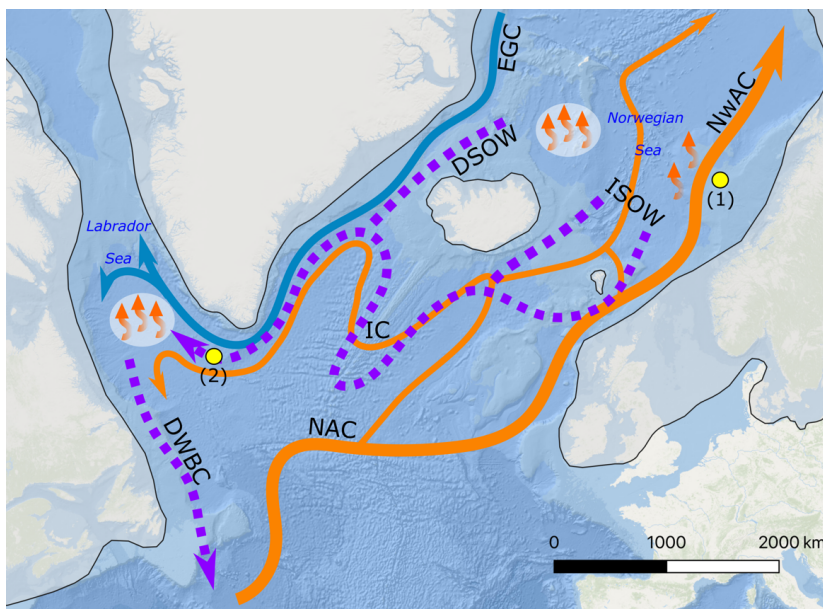 EGC
Norwegian
Sea
NwAC
DSOW
ISOW
(1)
Labrador
Sea
IC
(2)
NAC
DWBC
0 1000 2000 km